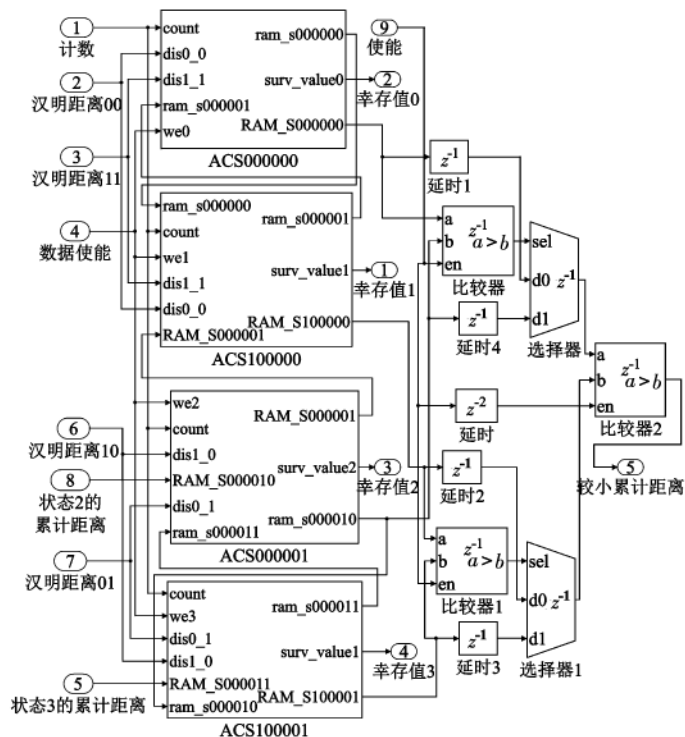 1
计数
2
汉明距离00
3
汉明距离11
4
数据使能
6
汉明距离10
8
状态2的
累计距离
7
汉明距离01
5
状态3的累计距离
count
dis0_0
dis1_1
ram_s000001
we0
ram_s000000
surv_value0
RAM_S000000
ACS000000
2
幸存值0
ram_s000000
count
we1
dis1_1
dis0_0
RAM_S000001
ram_s000001
surv_value1
RAM_S100000
ACS100000
1
幸存值1
we2
count
dis1_0
RAM_S000010
dis0_1
ram_s000011
RAM_S000001
surv_value2
ram_s000010
ACS000001
3
幸存值2
count
we3
dis0_1
dis1_0
RAM_S000011
ram_s000010
ram_s000011
surv_value1
RAM_S100001
ACS100001
4
幸存值3
9
使能
z⁻¹
延时1
a
b
en
z⁻¹
a>b
比较器
z⁻¹
延时4
sel
d0
z⁻¹
d1
选择器
z⁻²
延时
a
b
en
z⁻¹
a>b
比较器2
5
较小累计距离
z⁻¹
延时2
a
b
en
z⁻¹
a>b
比较器1
z⁻¹
延时3
sel
d0
z⁻¹
d1
选择器1